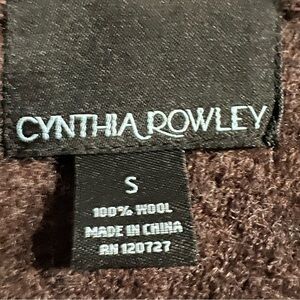 CYNTHIA ROWLEY
S
100% WOOL
MADE IN CHINA
RN 120727